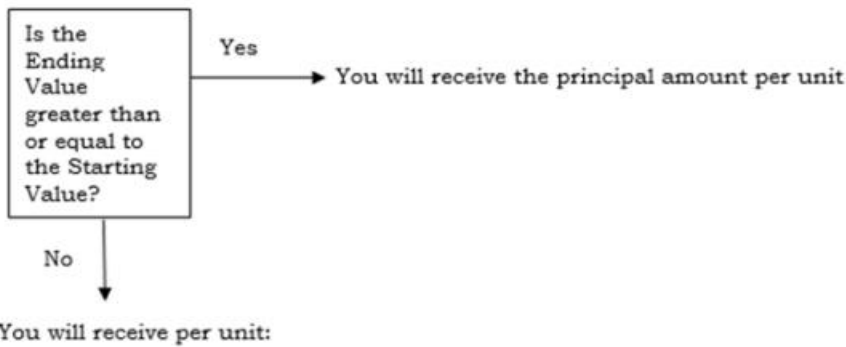 Is the
Ending
Value
greater than
or equal to
the Starting
Value?
Yes
You will receive the principal amount per unit
No
You will receive per unit: